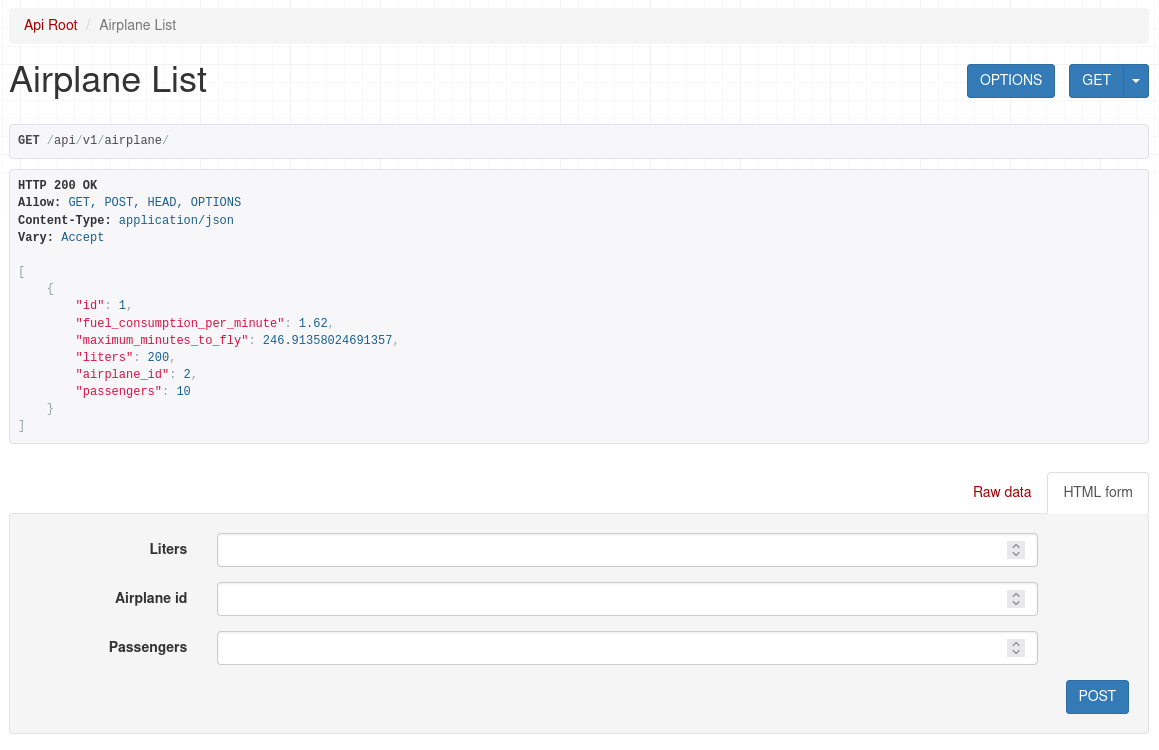 Api Root / Airplane List
Airplane List
OPTIONS
GET
GET /api/v1/airplane/
HTTP 200 OK
Allow: GET, POST, HEAD, OPTIONS
Content-Type: application/json
Vary: Accept
[
    {
        "id": 1,
        "fuel_consumption_per_minute": 1.62,
        "maximum_minutes_to_fly": 246.91358024691357,
        "liters": 200,
        "airplane_id": 2,
        "passengers": 10
    }
]
Raw data
HTML form
Liters
Airplane id
Passengers
POST